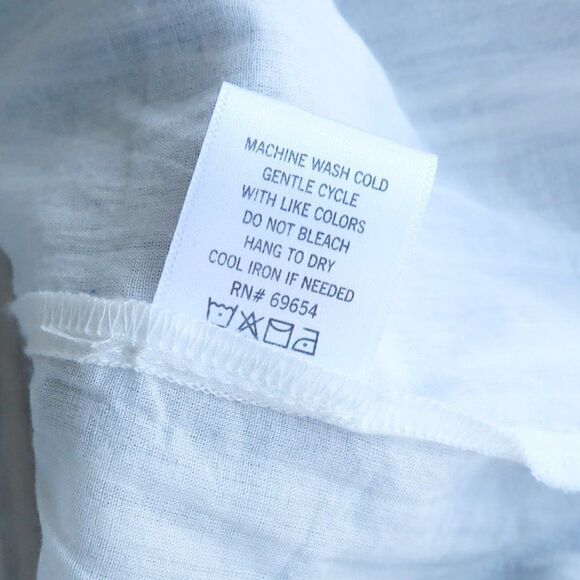 MACHINE WASH COLD
GENTLE CYCLE
WITH LIKE COLORS
DO NOT BLEACH
HANG TO DRY
COOL IRON IF NEEDED
RN# 69654